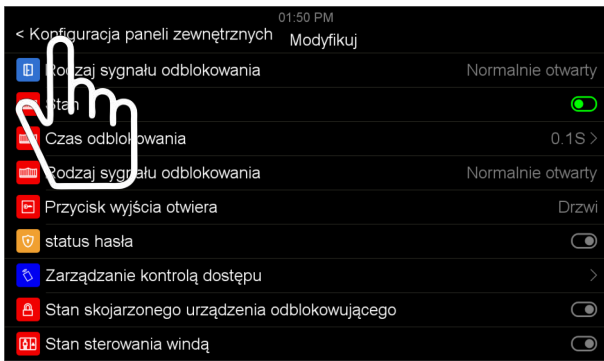 01:50 PM
< Konfiguracja paneli zewnętrznych Modyfikuj
Rodzaj sygnału odblokowania Normalnie otwarty
Stan
Czas odblokowania 0.1S >
Rodzaj sygnału odblokowania Normalnie otwarty
Przycisk wyjścia otwiera Drzwi
status hasła
Zarządzanie kontrolą dostępu >
Stan skojarzonego urządzenia odblokowującego
Stan sterowania windą